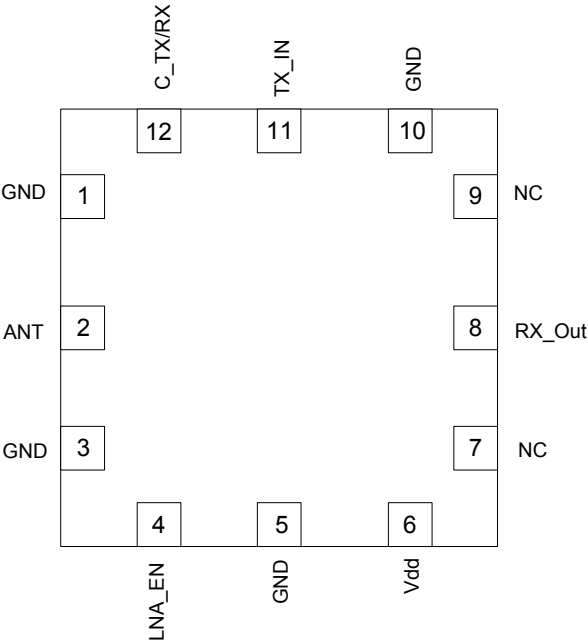 C_TX/RX
TX_IN
GND
12
11
10
GND
1
9
NC
ANT
2
8
RX_Out
GND
3
7
NC
4
5
6
LNA_EN
GND
Vdd